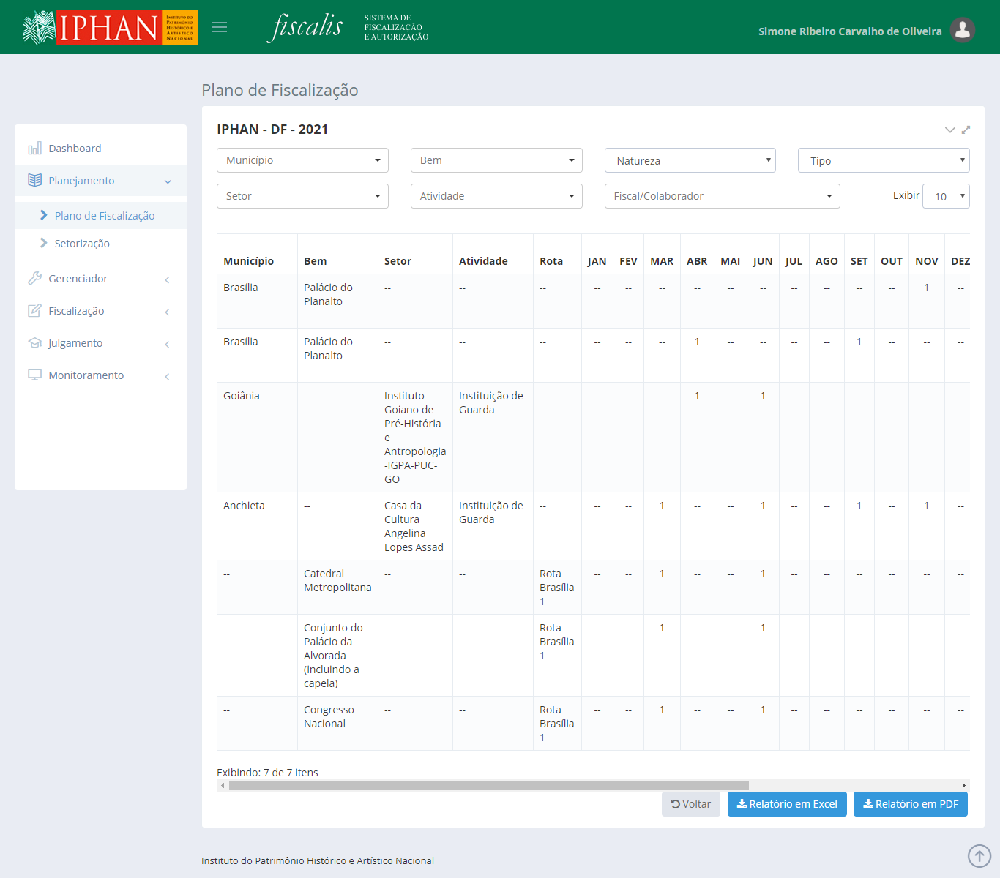 IPHAN
INSTITUTO DO
PATRIMÔNIO
HISTÓRICO E
ARTÍSTICO
NACIONAL
fiscalis
SISTEMA DE
FISCALIZAÇÃO
E AUTORIZAÇÃO
Simone Ribeiro Carvalho de Oliveira
Plano de Fiscalização
Dashboard
Planejamento
Plano de Fiscalização
Setorização
Gerenciador
Fiscalização
Julgamento
Monitoramento
IPHAN - DF - 2021
Município Bem Natureza Tipo
Setor Atividade Fiscal/Colaborador Exibir 10
Município Bem Setor Atividade Rota JAN FEV MAR ABR MAI JUN JUL AGO SET OUT NOV DEZ
Brasília Palácio do -- -- -- -- -- -- -- -- -- -- -- -- -- 1 --
Planalto
Brasília Palácio do -- -- -- -- -- -- 1 -- -- -- -- 1 -- -- --
Planalto
Goiânia -- Instituto Instituição de -- -- -- -- 1 -- 1 -- -- -- -- -- --
Goiano de Guarda
Pré-História
e
Antropologia
-IGPA-PUC-
GO
Anchieta -- Casa da Instituição de -- -- -- 1 -- -- 1 -- -- 1 -- 1 --
Cultura Guarda
Angelina
Lopes Assad
-- Catedral -- -- Rota -- -- 1 -- -- 1 -- -- -- -- -- --
Metropolitana Brasília
1
-- Conjunto do -- -- Rota -- -- 1 -- -- 1 -- -- -- -- -- --
Palácio da Brasília
Alvorada 1
(incluindo a
capela)
-- Congresso -- -- Rota -- -- 1 -- -- 1 -- -- -- -- -- --
Nacional Brasília
1
Exibindo: 7 de 7 itens
Voltar Relatório em Excel Relatório em PDF
Instituto do Patrimônio Histórico e Artístico Nacional